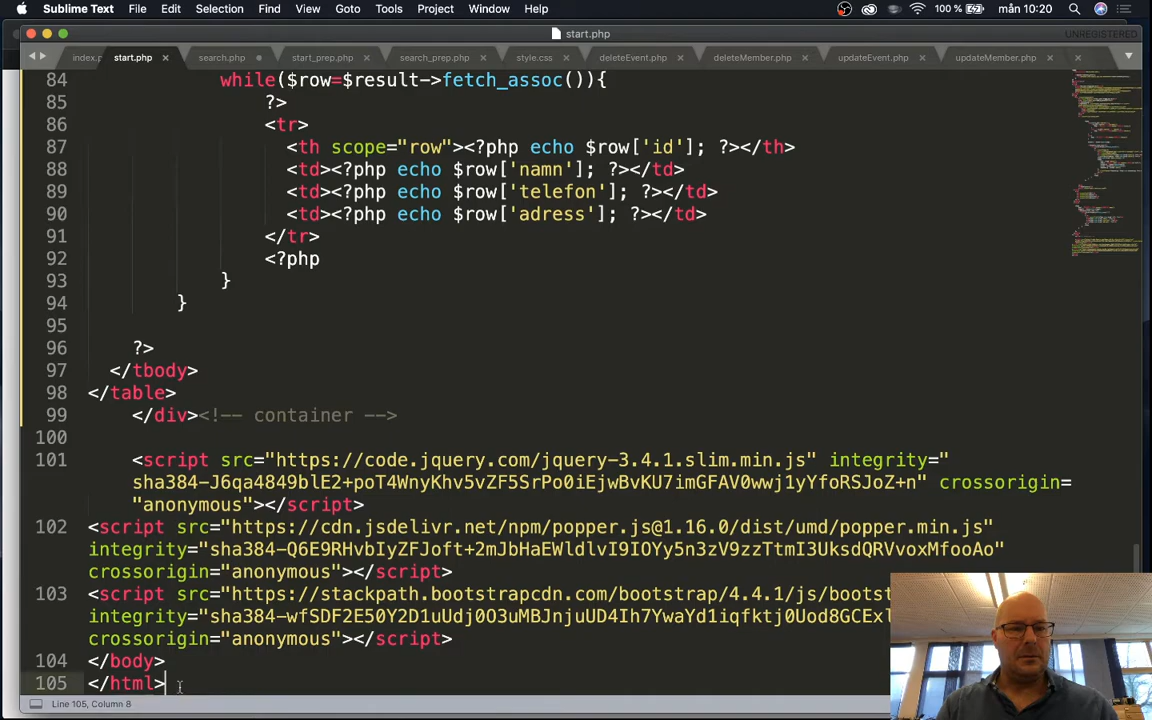 Sublime Text File Edit Selection Find View Goto Tools Project Window Help 100 % mån 10:20
start.php
UNREGISTERED
index.p start.php search.php start_prep.php search_prep.php style.css deleteEvent.php deleteMember.php updateEvent.php updateMember.php
84 while($row=$result->fetch_assoc()){
85 ?>
86 <tr>
87 <th scope="row"><?php echo $row['id']; ?></th>
88 <td><?php echo $row['namn']; ?></td>
89 <td><?php echo $row['telefon']; ?></td>
90 <td><?php echo $row['adress']; ?></td>
91 </tr>
92 <?php
93 }
94 }
95
96 ?>
97 </tbody>
98 </table>
99 </div><!-- container -->
100
101 <script src="https://code.jquery.com/jquery-3.4.1.slim.min.js" integrity="
sha384-J6qa4849blE2+poT4WnyKhv5vZF5SrPo0iEjwBvKU7imGFAV0wwj1yYfoRSJoZ+n" crossorigin=
"anonymous"></script>
102 <script src="https://cdn.jsdelivr.net/npm/popper.js@1.16.0/dist/umd/popper.min.js"
integrity="sha384-Q6E9RHvbIyZFJoft+2mJbHaEWldlvI9IOYy5n3zV9zzTtmI3UksdQRVvoxMfooAo"
crossorigin="anonymous"></script>
103 <script src="https://stackpath.bootstrapcdn.com/bootstrap/4.4.1/js/boots
integrity="sha384-wfSDF2E50Y2D1uUdj0O3uMBJnjuUD4Ih7YwaYd1iqfktj0Uod8GCExl
crossorigin="anonymous"></script>
104 </body>
105 </html>
Line 105, Column 8